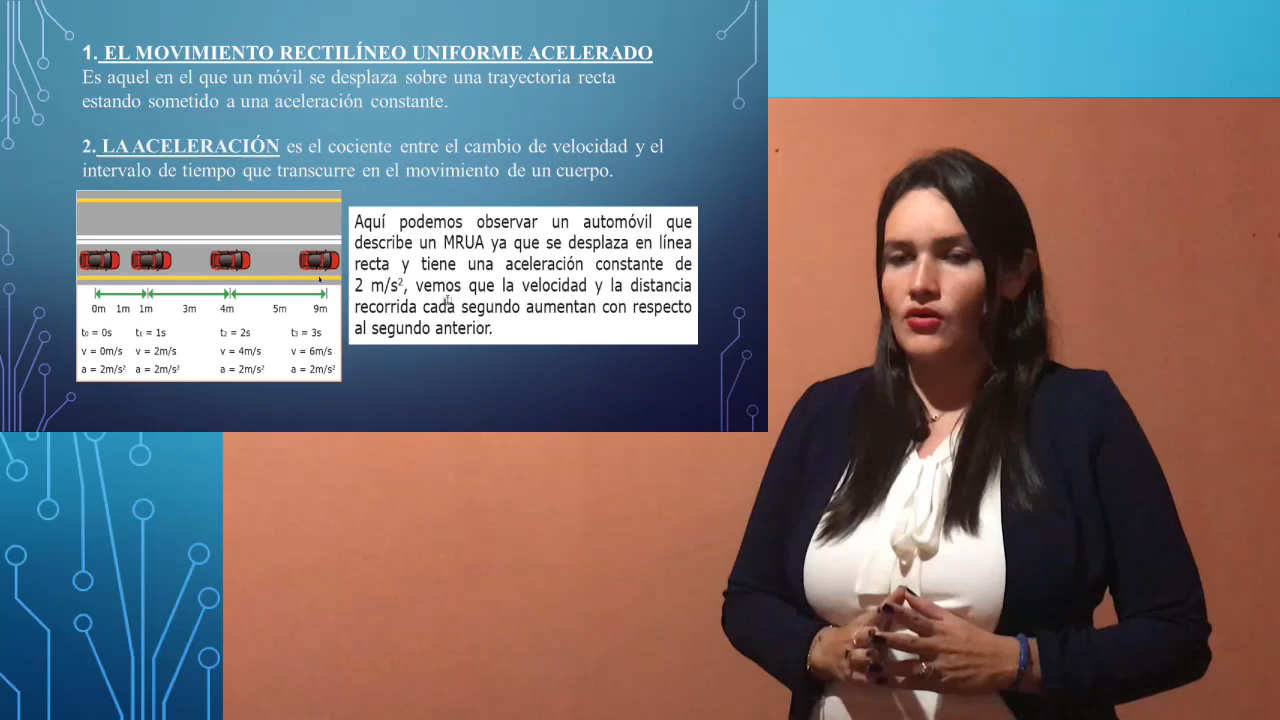 1. EL MOVIMIENTO RECTILÍNEO UNIFORME ACELERADO
Es aquel en el que un móvil se desplaza sobre una trayectoria recta
estando sometido a una aceleración constante.
2. LA ACELERACIÓN es el cociente entre el cambio de velocidad y el
intervalo de tiempo que transcurre en el movimiento de un cuerpo.
0m 1m 1m 3m 4m 5m 9m
t₀ = 0s t₁ = 1s t₂ = 2s t₃ = 3s
v = 0m/s v = 2m/s v = 4m/s v = 6m/s
a = 2m/s² a = 2m/s² a = 2m/s² a = 2m/s²
Aquí podemos observar un automóvil que
describe un MRUA ya que se desplaza en línea
recta y tiene una aceleración constante de
2 m/s², vemos que la velocidad y la distancia
recorrida cada segundo aumentan con respecto
al segundo anterior.